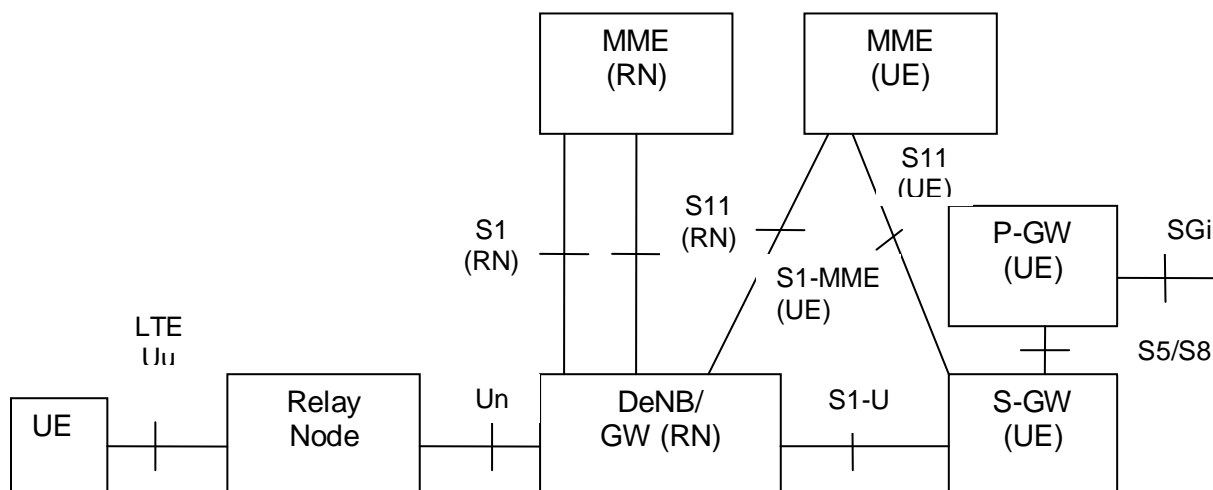 MME
(RN)
MME
(UE)
S11
(UE)
S1
(RN)
S11
(RN)
P-GW
(UE)
SGi
S1-MME
(UE)
LTE
Uu
S5/S8
UE
Relay
Node
Un
DeNB/
GW (RN)
S1-U
S-GW
(UE)